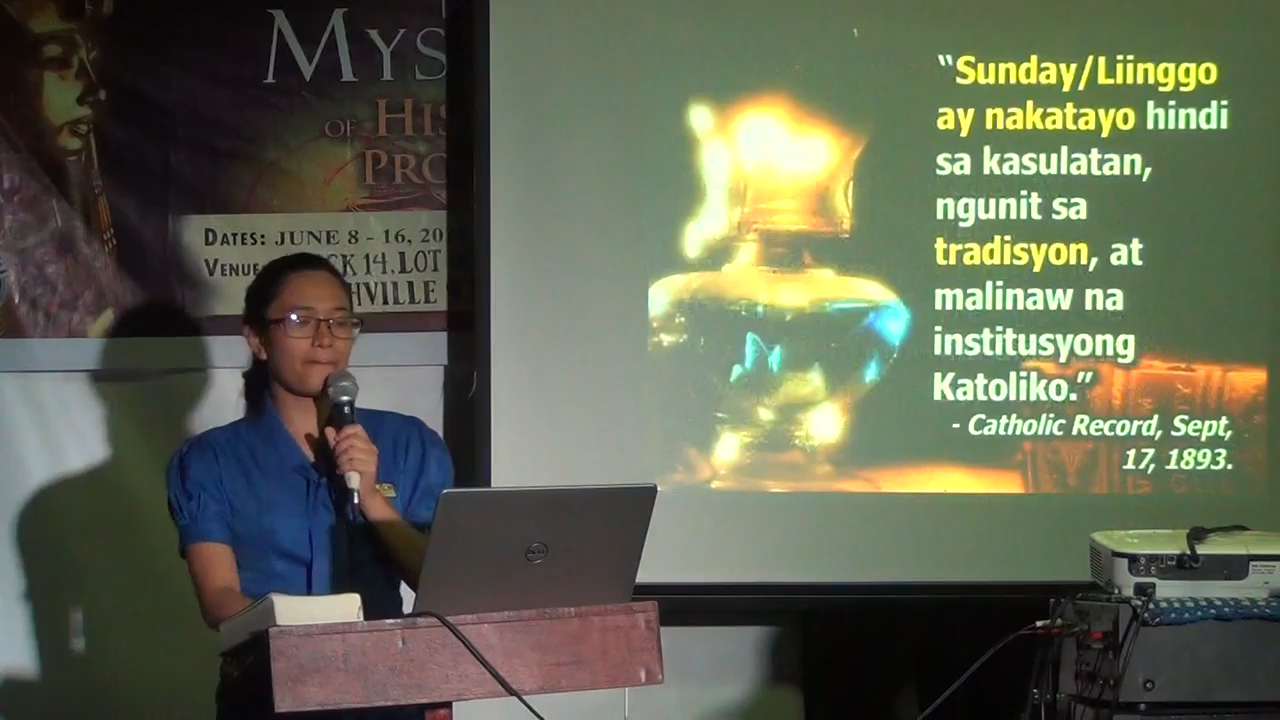 MYS
OF HIS
PRO
DATES: JUNE 8 - 16, 20
VENUE CK 14, LOT
HVILLE
“Sunday/Liinggo
ay nakatayo hindi
sa kasulatan,
ngunit sa
tradisyon, at
malinaw na
institusyong
Katoliko.”
- Catholic Record, Sept,
17, 1893.
DELL